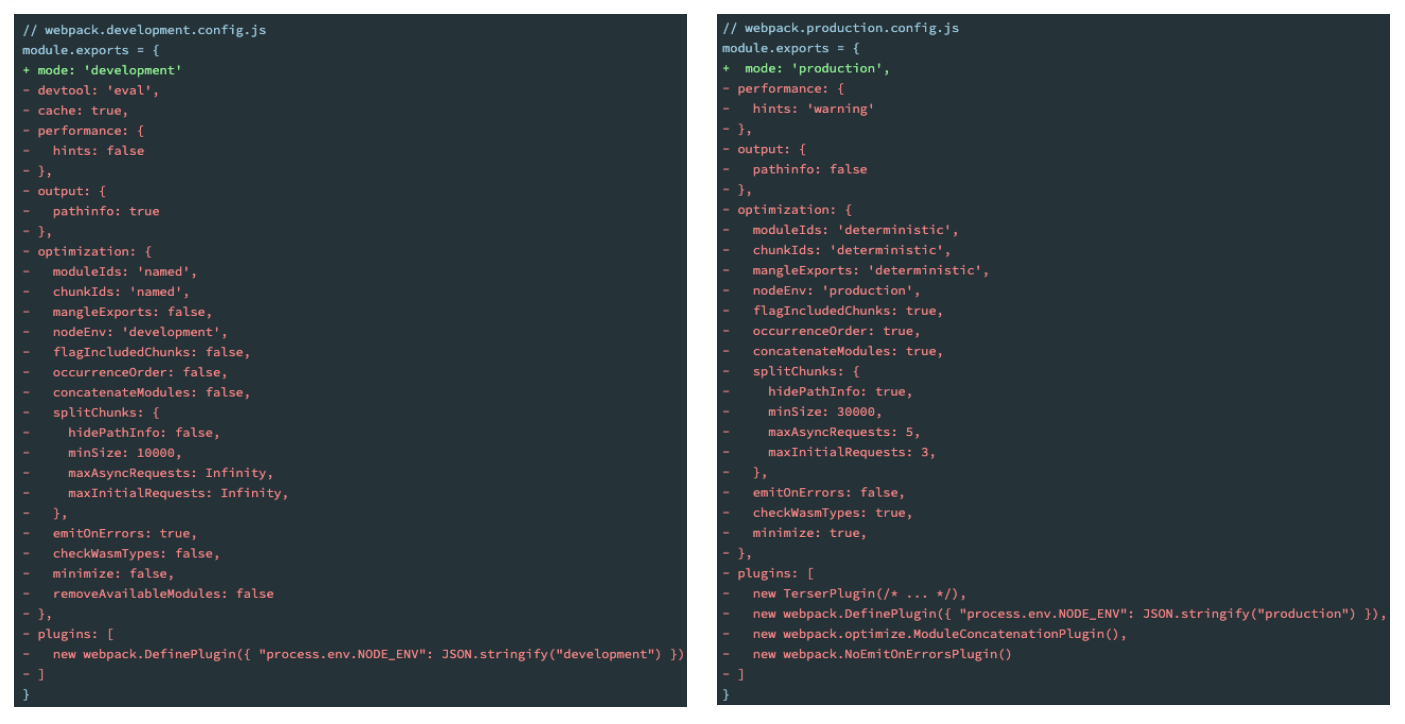 // webpack.development.config.js
module.exports = {
+ mode: 'development'
- devtool: 'eval',
- cache: true,
- performance: {
-   hints: false
- },
- output: {
-   pathinfo: true
- },
- optimization: {
-   moduleIds: 'named',
-   chunkIds: 'named',
-   mangleExports: false,
-   nodeEnv: 'development',
-   flagIncludedChunks: false,
-   occurrenceOrder: false,
-   concatenateModules: false,
-   splitChunks: {
-     hidePathInfo: false,
-     minSize: 10000,
-     maxAsyncRequests: Infinity,
-     maxInitialRequests: Infinity,
-   },
-   emitOnErrors: true,
-   checkWasmTypes: false,
-   minimize: false,
-   removeAvailableModules: false
- },
- plugins: [
-   new webpack.DefinePlugin({ "process.env.NODE_ENV": JSON.stringify("development") })
- ]
}
// webpack.production.config.js
module.exports = {
+  mode: 'production',
- performance: {
-   hints: 'warning'
- },
- output: {
-   pathinfo: false
- },
- optimization: {
-   moduleIds: 'deterministic',
-   chunkIds: 'deterministic',
-   mangleExports: 'deterministic',
-   nodeEnv: 'production',
-   flagIncludedChunks: true,
-   occurrenceOrder: true,
-   concatenateModules: true,
-   splitChunks: {
-     hidePathInfo: true,
-     minSize: 30000,
-     maxAsyncRequests: 5,
-     maxInitialRequests: 3,
-   },
-   emitOnErrors: false,
-   checkWasmTypes: true,
-   minimize: true,
- },
- plugins: [
-   new TerserPlugin(/* ... */),
-   new webpack.DefinePlugin({ "process.env.NODE_ENV": JSON.stringify("production") }),
-   new webpack.optimize.ModuleConcatenationPlugin(),
-   new webpack.NoEmitOnErrorsPlugin()
- ]
}